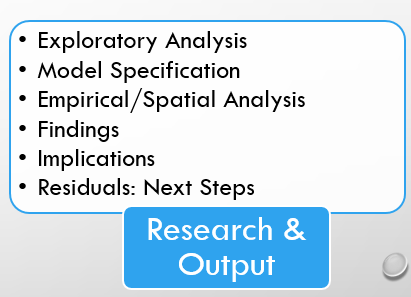 • Exploratory Analysis
• Model Specification
• Empirical/Spatial Analysis
• Findings
• Implications
• Residuals: Next Steps
Research &
Output